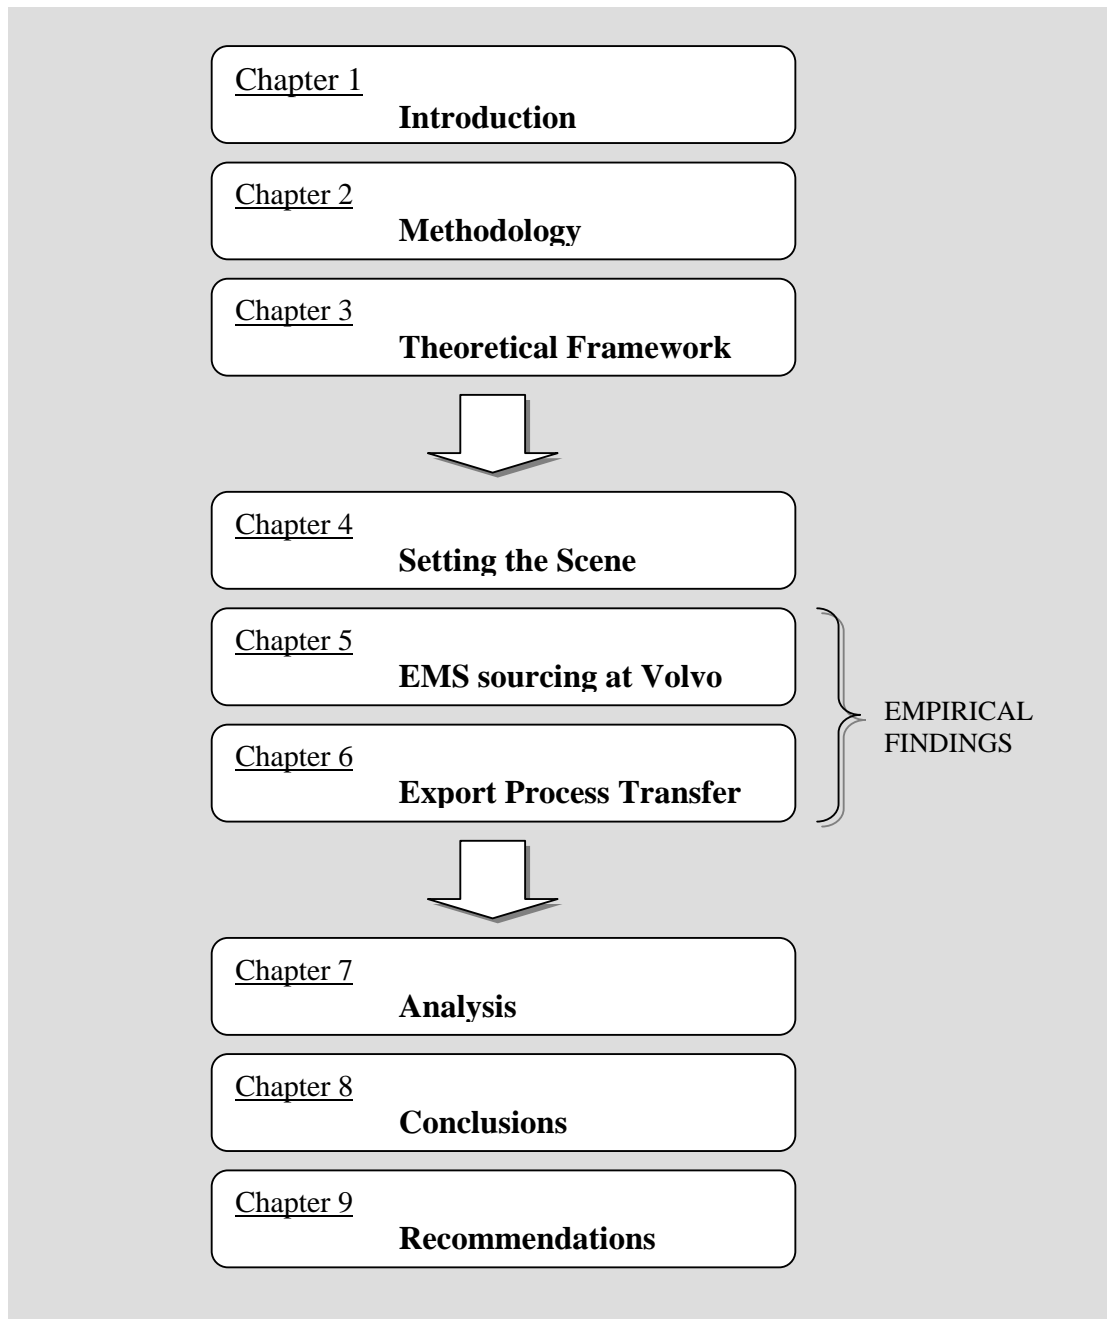 Chapter 1
Introduction
Chapter 2
Methodology
Chapter 3
Theoretical Framework
Chapter 4
Setting the Scene
Chapter 5
EMS sourcing at Volvo
Chapter 6
Export Process Transfer
EMPIRICAL
FINDINGS
Chapter 7
Analysis
Chapter 8
Conclusions
Chapter 9
Recommendations